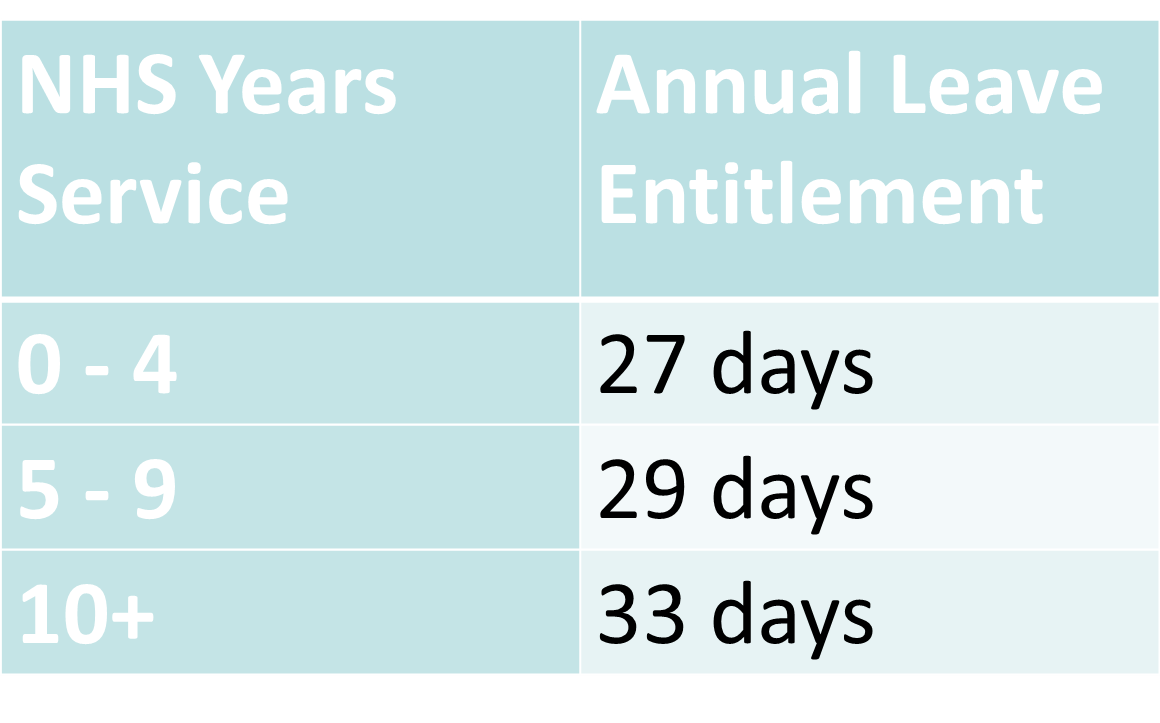 NHS Years
Service
Annual Leave
Entitlement
0 - 4
27 days
5 - 9
29 days
10+
33 days